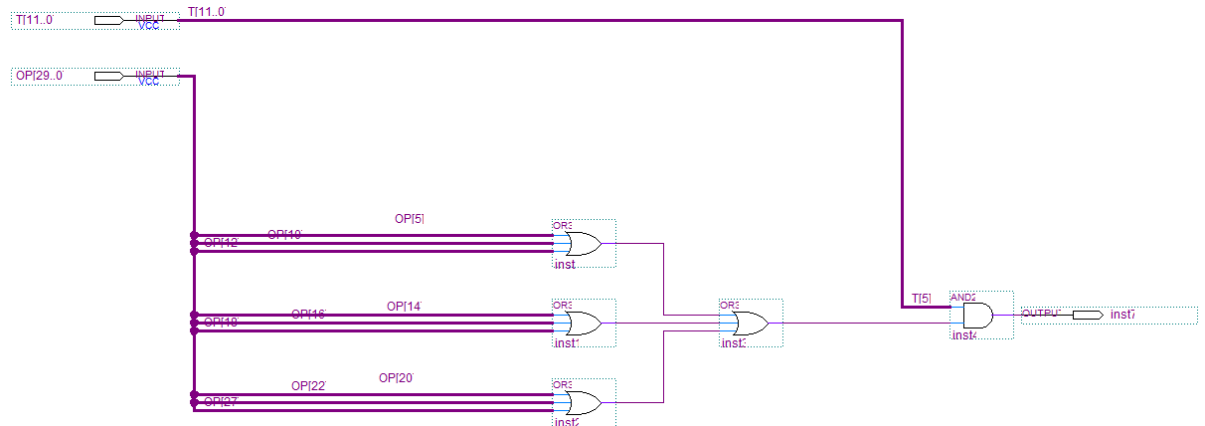 T[11..0] INPUT VCC T[11..0]
OP[29..0] INPUT VCC
OP[5] OR3
OP[12] OP[10]
inst
OP[14] OR3
OP[18] OP[16]
inst1
OR3
inst3
T[5] AND2
inst4
OUTPUT inst7
OP[22] OP[20] OR3
OP[27]
inst2